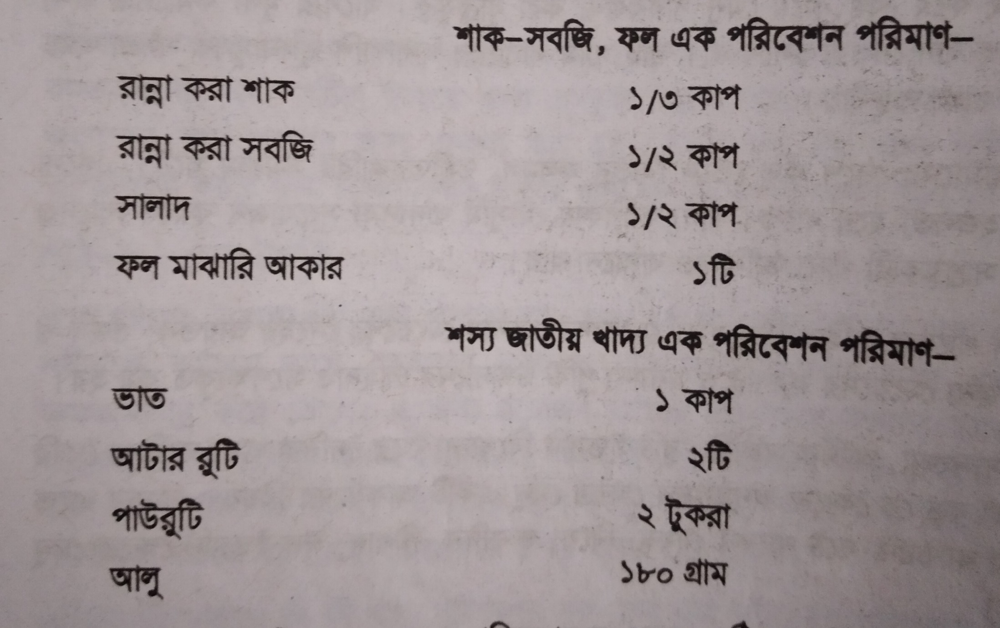 শাক–সবজি, ফল এক পরিবেশন পরিমাণ–
রান্না করা শাক ১/৩ কাপ
রান্না করা সবজি ১/২ কাপ
সালাদ ১/২ কাপ
ফল মাঝারি আকার ১টি
শস্য জাতীয় খাদ্য এক পরিবেশন পরিমাণ–
ভাত ১ কাপ
আটার রুটি ২টি
পাউরুটি ২ টুকরা
আলু ১৮০ গ্রাম